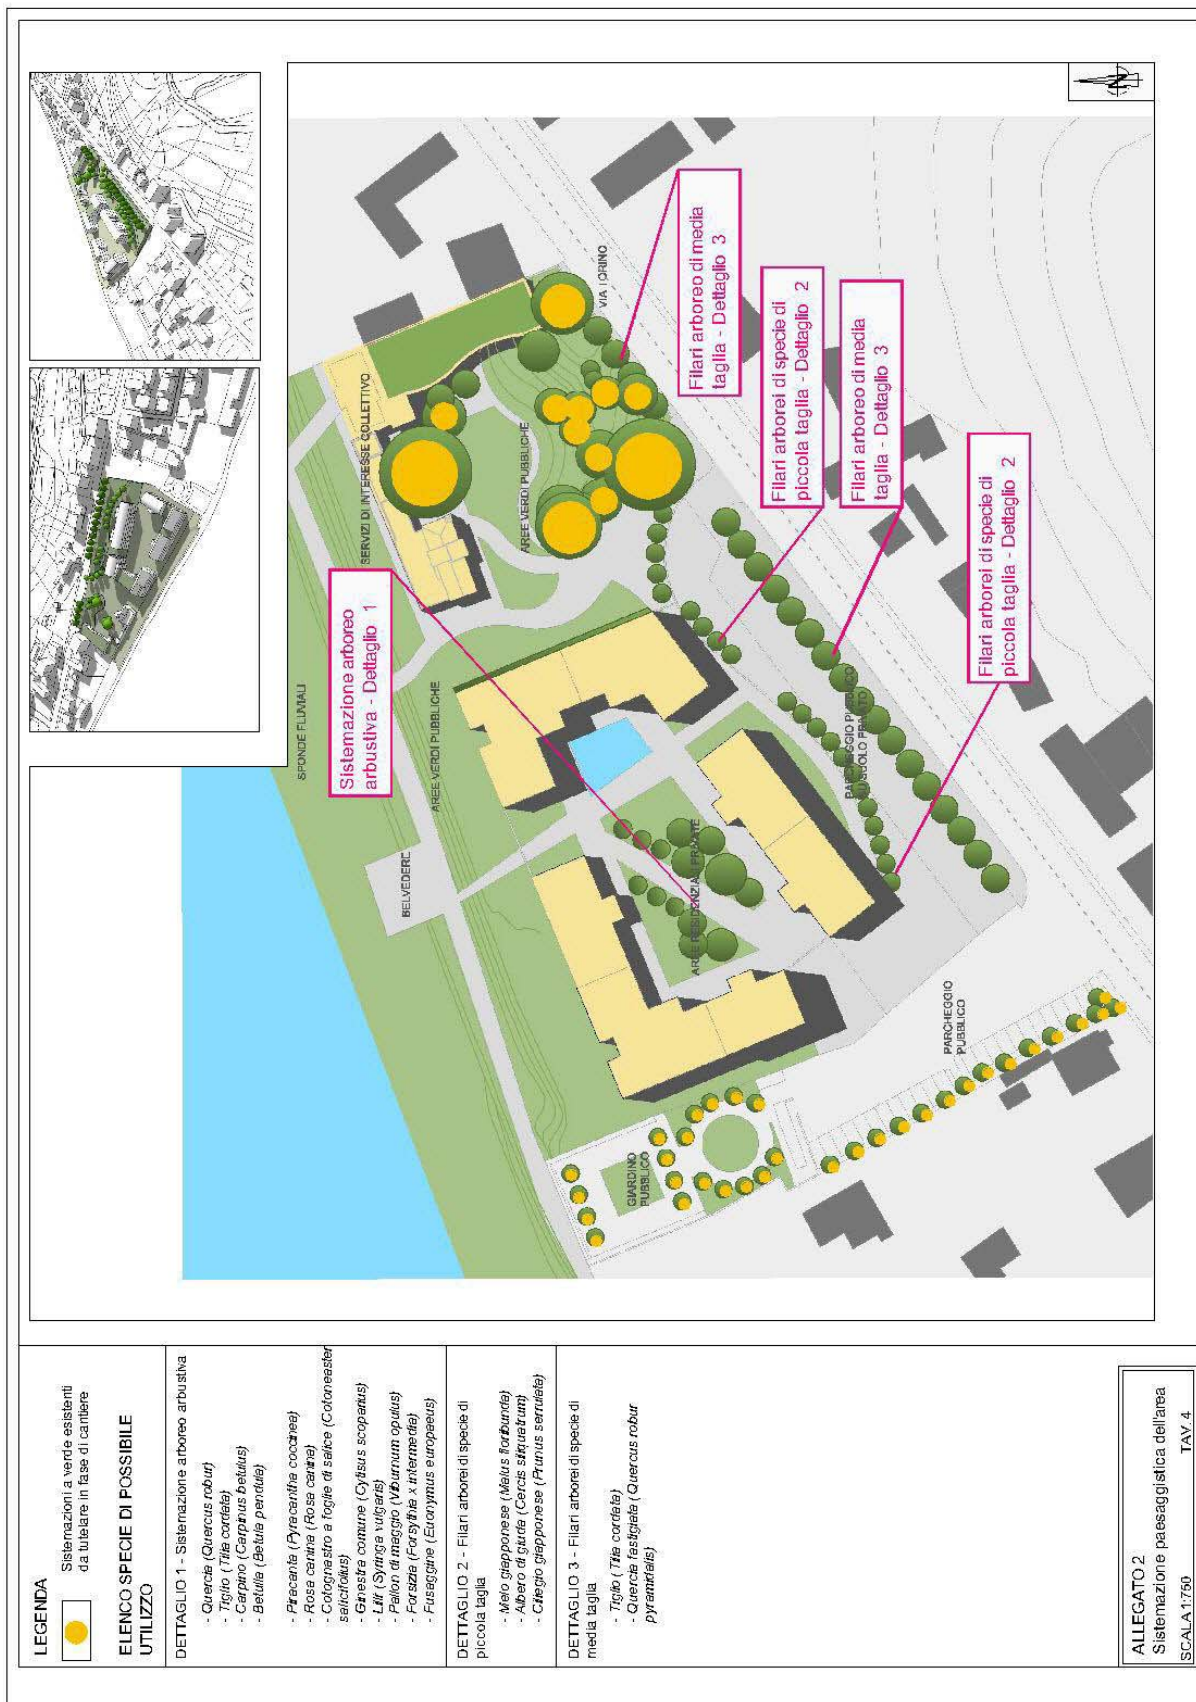 LEGENDA
Sistemazioni a verde esistenti
da tutelare in fase di cantiere
ELENCO SPECIE DI POSSIBILE
UTILIZZO
DETTAGLIO 1 - Sistemazione arboreo arbustiva
- Quercia (Quercus robur)
- Tiglio (Tilia cordata)
- Carpino (Carpinus betulus)
- Betulla (Betula pendula)
- Piracanta (Pyracantha coccinea)
- Rosa canina (Rosa canina)
- Cotognastro a foglie di salice (Cotoneaster
salicifolius)
- Ginestra comune (Cytisus scoparius)
- Lillà (Syringa vulgaris)
- Pallon di maggio (Viburnum opulus)
- Forsizia (Forsythia x intermedia)
- Fusaggine (Euonymus europaeus)
DETTAGLIO 2 - Filari arborei di specie di
piccola taglia
- Melo giapponese (Malus floribunda)
- Albero di giuda (Cercis siliquatrum)
- Ciliegio giapponese (Prunus serrulata)
DETTAGLIO 3 - Filari arborei di specie di
media taglia
- Tiglio (Tilia cordata)
- Quercia fastigiata (Quercus robur
pyramidalis)
ALLEGATO 2
Sistemazione paesaggistica dell'area
SCALA 1:750 TAV. 4
N
SPONDE FLUVIALI
BELVEDERE
AREE VERDI PUBBLICHE
SERVIZI DI INTERESSE COLLETTIVO
AREE VERDI PUBBLICHE
VIA TORINO
Sistemazione arboreo
arbustiva - Dettaglio 1
Filari arboreo di media
taglia - Dettaglio 3
Filari arborei di specie di
piccola taglia - Dettaglio 2
Filari arboreo di media
taglia - Dettaglio 3
Filari arborei di specie di
piccola taglia - Dettaglio 2
AREE RESIDENZIALI PRIVATE
PARCHEGGIO PUBBLICO
SU SUOLO PRIVATO
PARCHEGGIO
PUBBLICO
GIARDINO
PUBBLICO